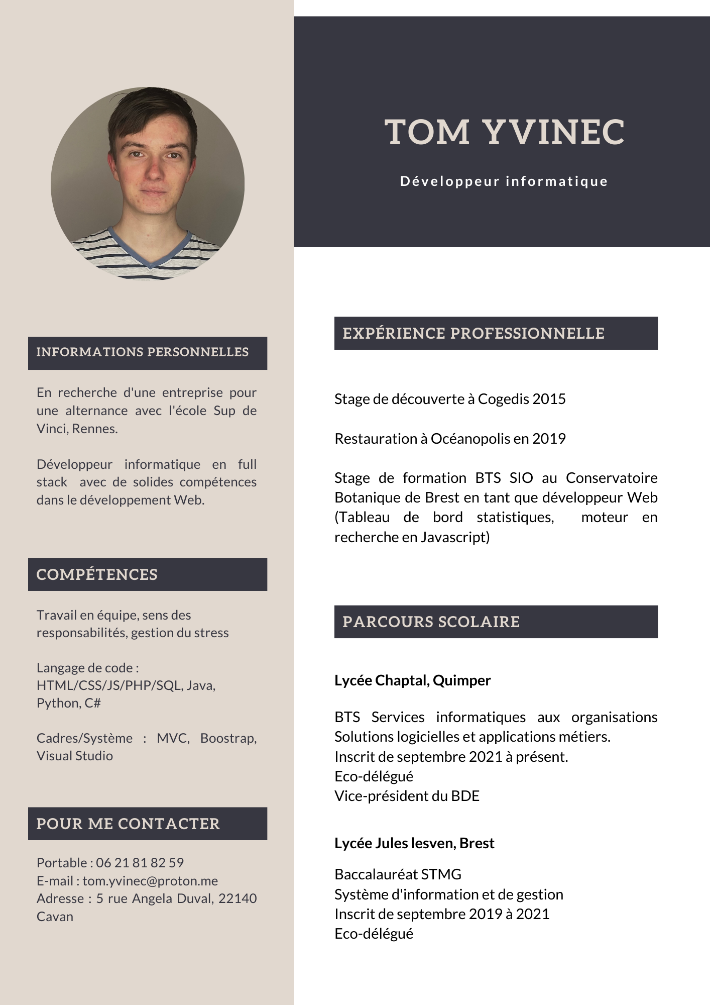 TOM YVINEC
Développeur informatique
INFORMATIONS PERSONNELLES
En recherche d'une entreprise pour
une alternance avec l'école Sup de
Vinci, Rennes.
Développeur informatique en full
stack avec de solides compétences
dans le développement Web.
COMPÉTENCES
Travail en équipe, sens des
responsabilités, gestion du stress
Langage de code :
HTML/CSS/JS/PHP/SQL, Java,
Python, C#
Cadres/Système : MVC, Boostrap,
Visual Studio
POUR ME CONTACTER
Portable : 06 21 81 82 59
E-mail : tom.yvinec@proton.me
Adresse : 5 rue Angela Duval, 22140
Cavan
EXPÉRIENCE PROFESSIONNELLE
Stage de découverte à Cogedis 2015
Restauration à Océanopolis en 2019
Stage de formation BTS SIO au Conservatoire
Botanique de Brest en tant que développeur Web
(Tableau de bord statistiques, moteur en
recherche en Javascript)
PARCOURS SCOLAIRE
Lycée Chaptal, Quimper
BTS Services informatiques aux organisations
Solutions logicielles et applications métiers.
Inscrit de septembre 2021 à présent.
Eco-délégué
Vice-président du BDE
Lycée Jules lesven, Brest
Baccalauréat STMG
Système d'information et de gestion
Inscrit de septembre 2019 à 2021
Eco-délégué